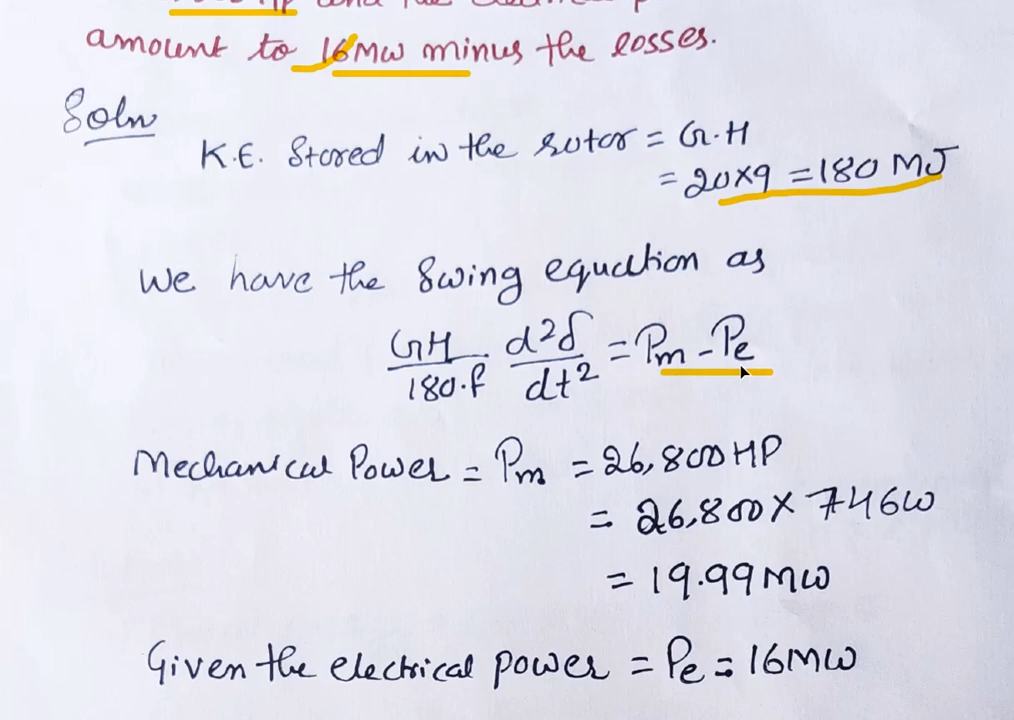 amount to 16MW minus the losses.
Soln
K.E. Stored in the rotor = G.H
= 20×9 = 180 MJ
We have the Swing equation as
GH/180.f d²δ/dt² = Pm - Pe
Mechanical Power = Pm = 26,800 HP
= 26,800 × 746W
= 19.99 MW
Given the electrical power = Pe = 16MW